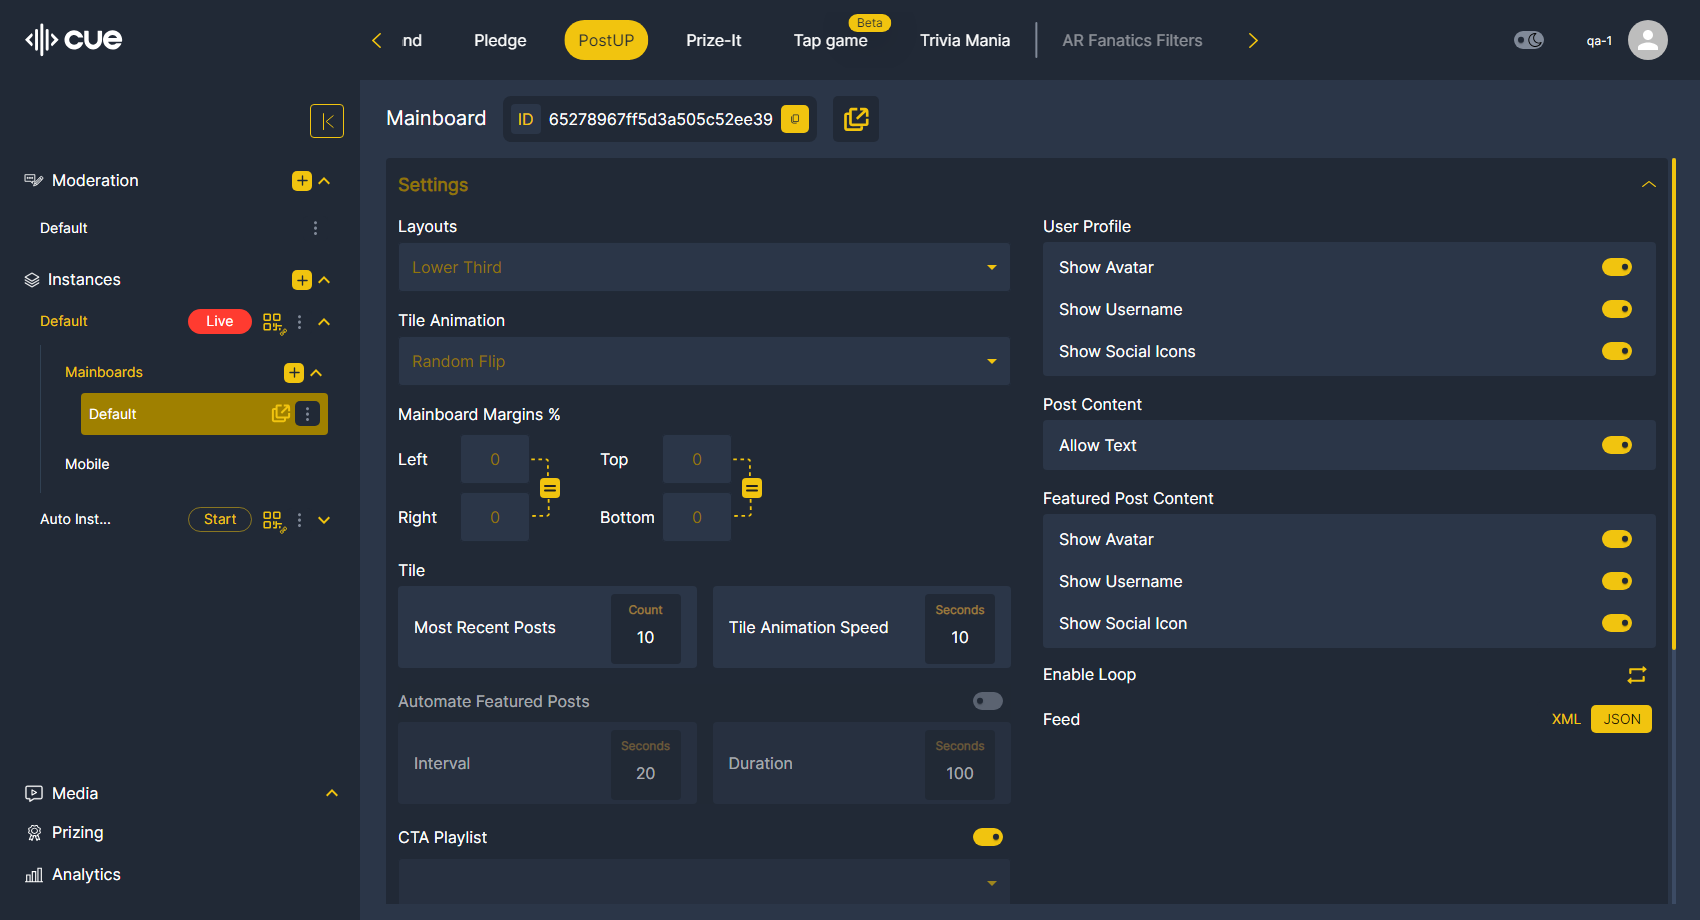 cue
nd
Pledge
PostUP
Prize-It
Beta
Tap game
Trivia Mania
AR Fanatics Filters
qa-1
Moderation
Default
Instances
Default
Live
Mainboards
Default
Mobile
Auto Inst...
Start
Media
Prizing
Analytics
Mainboard
ID
65278967ff5d3a505c52ee39
Settings
Layouts
Lower Third
Tile Animation
Random Flip
Mainboard Margins %
Left
0
Top
0
Right
0
Bottom
0
Tile
Most Recent Posts
Count
10
Tile Animation Speed
Seconds
10
Automate Featured Posts
Interval
Seconds
20
Duration
Seconds
100
CTA Playlist
User Profile
Show Avatar
Show Username
Show Social Icons
Post Content
Allow Text
Featured Post Content
Show Avatar
Show Username
Show Social Icon
Enable Loop
Feed
XML
JSON